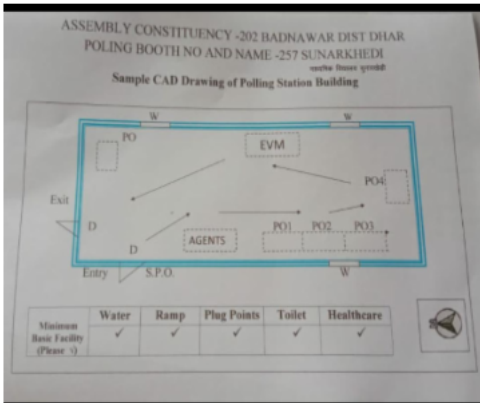 ASSEMBLY CONSTITUENCY -202 BADNAWAR DIST DHAR
POLING BOOTH NO AND NAME -257 SUNARKHEDI
Sample CAD Drawing of Polling Station Building
W W
PO
EVM
PO4
Exit
D
PO1 PO2 PO3
AGENTS
D
Entry S.P.O. W
Water Ramp Plug Points Toilet Healthcare
Minimum
Basic Facility
(Please √)
✓ ✓ ✓ ✓ ✓